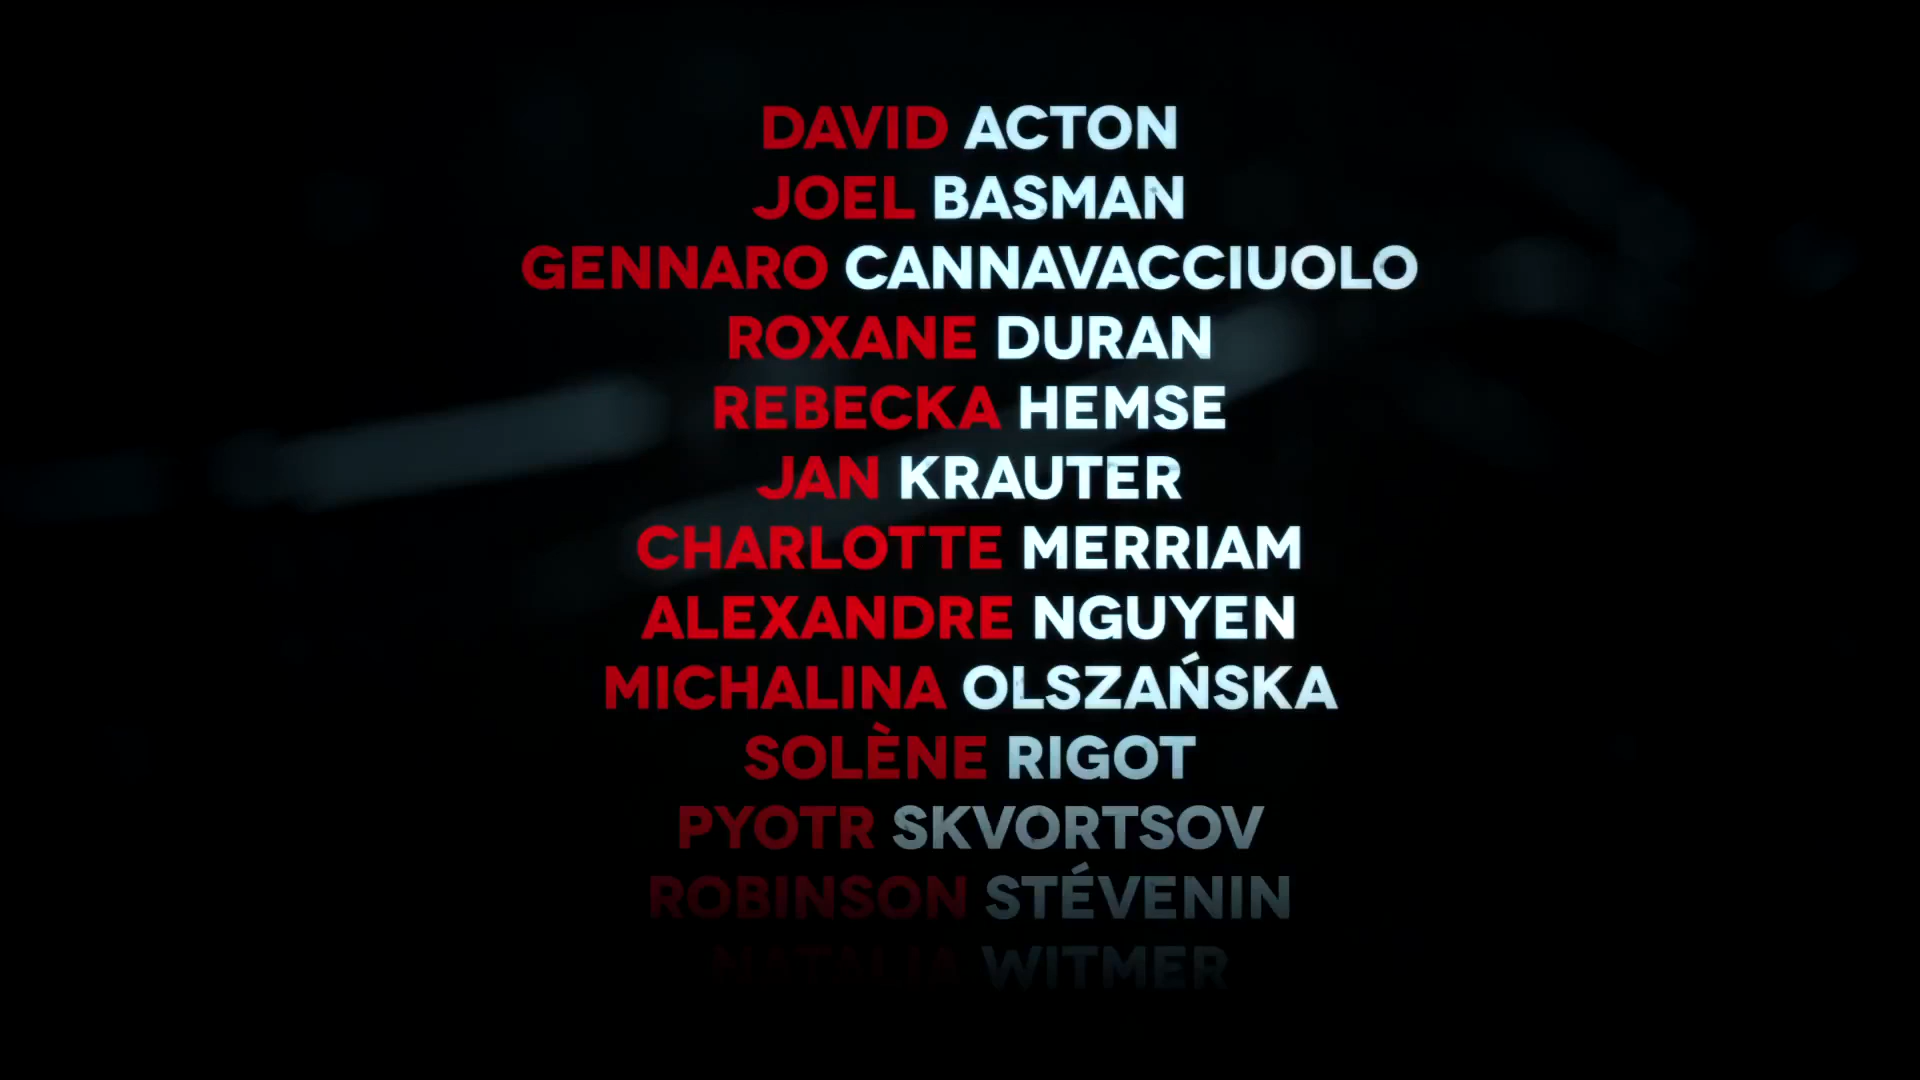 DAVID ACTON
JOEL BASMAN
GENNARO CANNAVACCIUOLO
ROXANE DURAN
REBECKA HEMSE
JAN KRAUTER
CHARLOTTE MERRIAM
ALEXANDRE NGUYEN
MICHALINA OLSZAŃSKA
SOLÈNE RIGOT
PYOTR SKVORTSOV
ROBINSON STÉVENIN
NATALIA WITMER